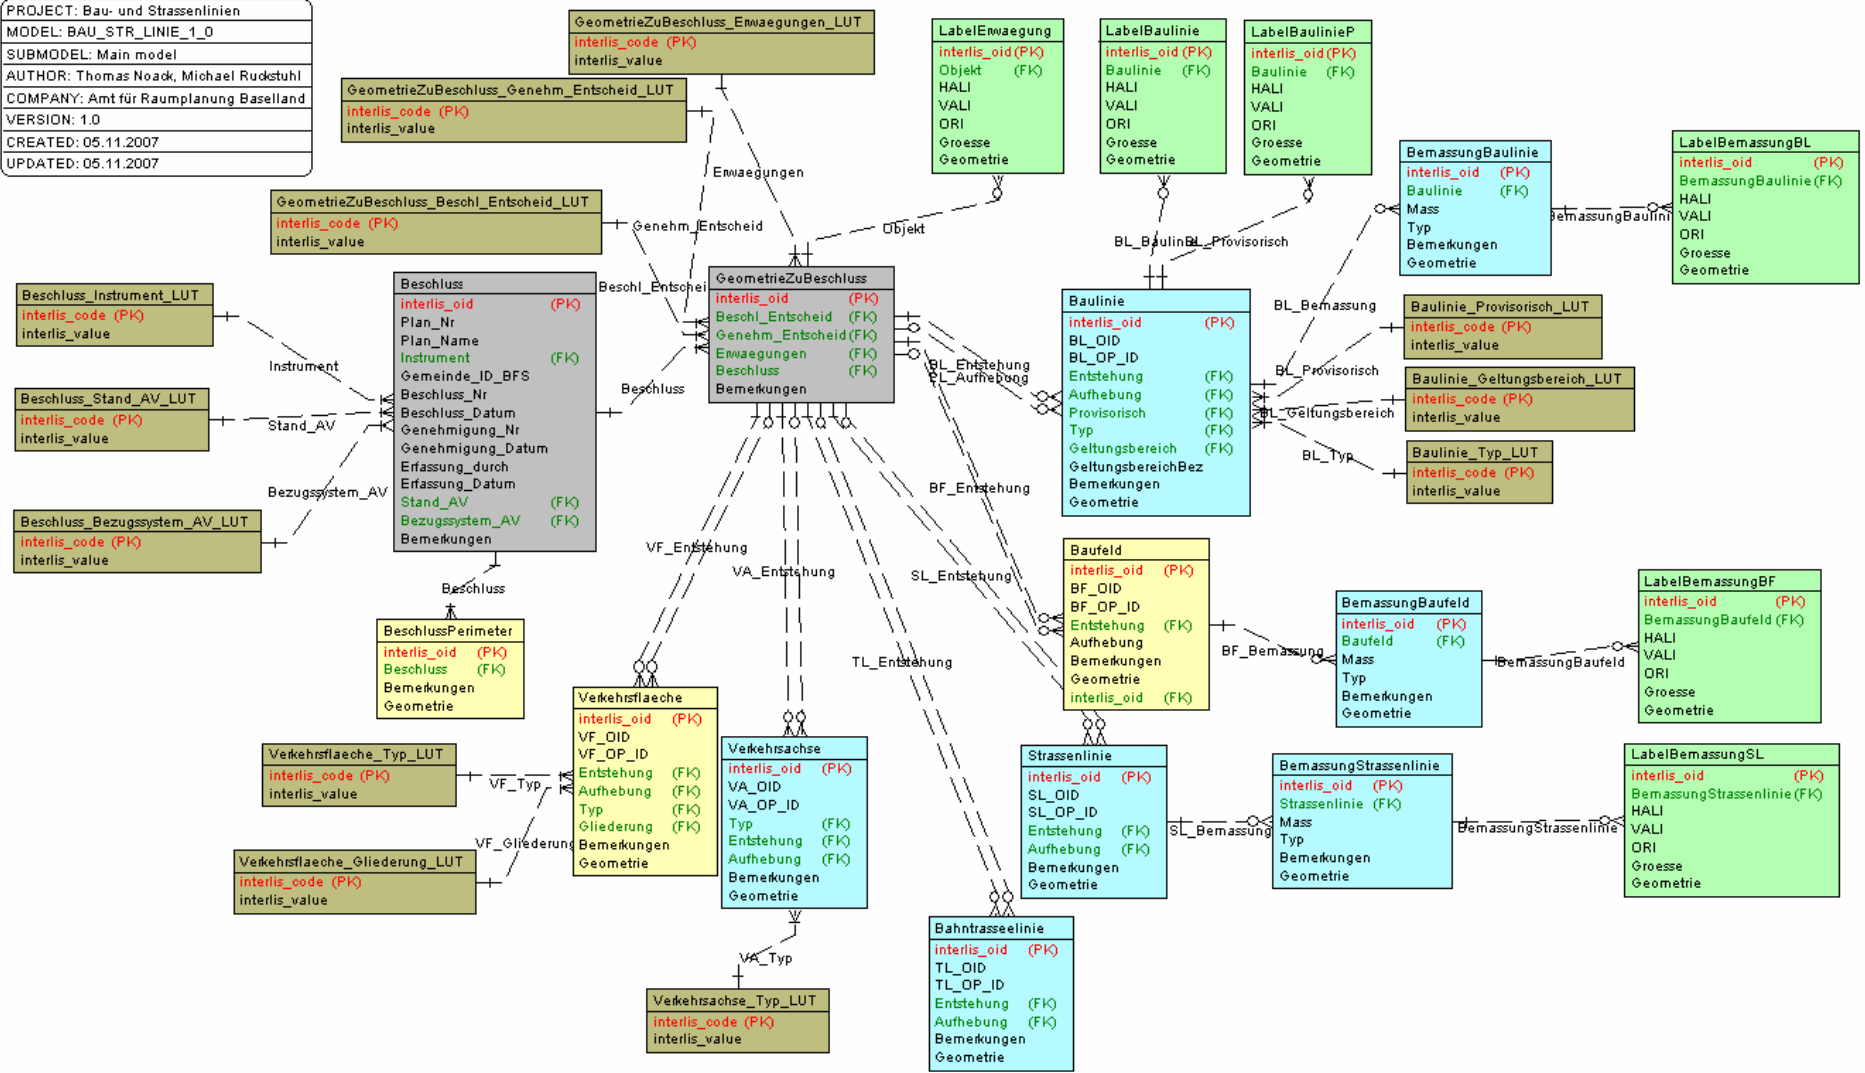 PROJECT: Bau- und Strassenlinien
MODEL: BAU_STR_LINIE_1_0
SUBMODEL: Main model
AUTHOR: Thomas Noack, Michael Ruckstuhl
COMPANY: Amt für Raumplanung Baselland
VERSION: 1.0
CREATED: 05.11.2007
UPDATED: 05.11.2007
GeometrieZuBeschluss_Erwaegungen_LUT
interlis_code (PK)
interlis_value
GeometrieZuBeschluss_Genehm_Entscheid_LUT
interlis_code (PK)
interlis_value
GeometrieZuBeschluss_Beschl_Entscheid_LUT
interlis_code (PK)
interlis_value
Erwaegungen
Genehm_Entscheid
Beschl_Entschei
LabelErwaegung
interlis_oid (PK)
Objekt (FK)
HALI
VALI
ORI
Groesse
Geometrie
LabelBaulinie
interlis_oid (PK)
Baulinie (FK)
HALI
VALI
ORI
Groesse
Geometrie
LabelBaulinieP
interlis_oid (PK)
Baulinie (FK)
HALI
VALI
ORI
Groesse
Geometrie
Objekt
BL_Baulini
BL_Provisorisch
BemassungBaulinie
interlis_oid (PK)
Baulinie (FK)
Mass
Typ
Bemerkungen
Geometrie
BemassungBaulini
LabelBemassungBL
interlis_oid (PK)
BemassungBaulinie (FK)
HALI
VALI
ORI
Groesse
Geometrie
Beschluss_Instrument_LUT
interlis_code (PK)
interlis_value
Instrument
Beschluss_Stand_AV_LUT
interlis_code (PK)
interlis_value
Stand_AV
Beschluss_Bezugssystem_AV_LUT
interlis_code (PK)
interlis_value
Bezugssystem_AV
Beschluss
interlis_oid (PK)
Plan_Nr
Plan_Name
Instrument (FK)
Gemeinde_ID_BFS
Beschluss_Nr
Beschluss_Datum
Genehmigung_Nr
Genehmigung_Datum
Erfassung_durch
Erfassung_Datum
Stand_AV (FK)
Bezugssystem_AV (FK)
Bemerkungen
Beschluss
GeometrieZuBeschluss
interlis_oid (PK)
Beschl_Entscheid (FK)
Genehm_Entscheid (FK)
Erwaegungen (FK)
Beschluss (FK)
Bemerkungen
BL_Entstehung
BL_Aufhebung
Baulinie
interlis_oid (PK)
BL_OID
BL_OP_ID
Entstehung (FK)
Aufhebung (FK)
Provisorisch (FK)
Typ (FK)
Geltungsbereich (FK)
GeltungsbereichBez
Bemerkungen
Geometrie
BL_Bemassung
BL_Provisorisch
BL_Geltungsbereich
BL_Typ
Baulinie_Provisorisch_LUT
interlis_code (PK)
interlis_value
Baulinie_Geltungsbereich_LUT
interlis_code (PK)
interlis_value
Baulinie_Typ_LUT
interlis_code (PK)
interlis_value
Beschluss
BeschlussPerimeter
interlis_oid (PK)
Beschluss (FK)
Bemerkungen
Geometrie
VF_Entstehung
VA_Entstehung
SL_Entstehung
BF_Entstehung
TL_Entstehung
Baufeld
interlis_oid (PK)
BF_OID
BF_OP_ID
Entstehung (FK)
Aufhebung
Bemerkungen
Geometrie
interlis_oid (FK)
BF_Bemassung
BemassungBaufeld
interlis_oid (PK)
Baufeld (FK)
Mass
Typ
Bemerkungen
Geometrie
BemassungBaufeld
LabelBemassungBF
interlis_oid (PK)
BemassungBaufeld (FK)
HALI
VALI
ORI
Groesse
Geometrie
Verkehrsflaeche_Typ_LUT
interlis_code (PK)
interlis_value
VF_Typ
Verkehrsflaeche_Gliederung_LUT
interlis_code (PK)
interlis_value
VF_Gliederung
Verkehrsflaeche
interlis_oid (PK)
VF_OID
VF_OP_ID
Entstehung (FK)
Aufhebung (FK)
Typ (FK)
Gliederung (FK)
Bemerkungen
Geometrie
Verkehrsachse
interlis_oid (PK)
VA_OID
VA_OP_ID
Typ (FK)
Entstehung (FK)
Aufhebung (FK)
Bemerkungen
Geometrie
VA_Typ
Verkehrsachse_Typ_LUT
interlis_code (PK)
interlis_value
Strassenlinie
interlis_oid (PK)
SL_OID
SL_OP_ID
Entstehung (FK)
Aufhebung (FK)
Bemerkungen
Geometrie
SL_Bemassung
BemassungStrassenlinie
interlis_oid (PK)
Strassenlinie (FK)
Mass
Typ
Bemerkungen
Geometrie
BemassungStrassenlinie
LabelBemassungSL
interlis_oid (PK)
BemassungStrassenlinie (FK)
HALI
VALI
ORI
Groesse
Geometrie
Bahntrasseelinie
interlis_oid (PK)
TL_OID
TL_OP_ID
Entstehung (FK)
Aufhebung (FK)
Bemerkungen
Geometrie